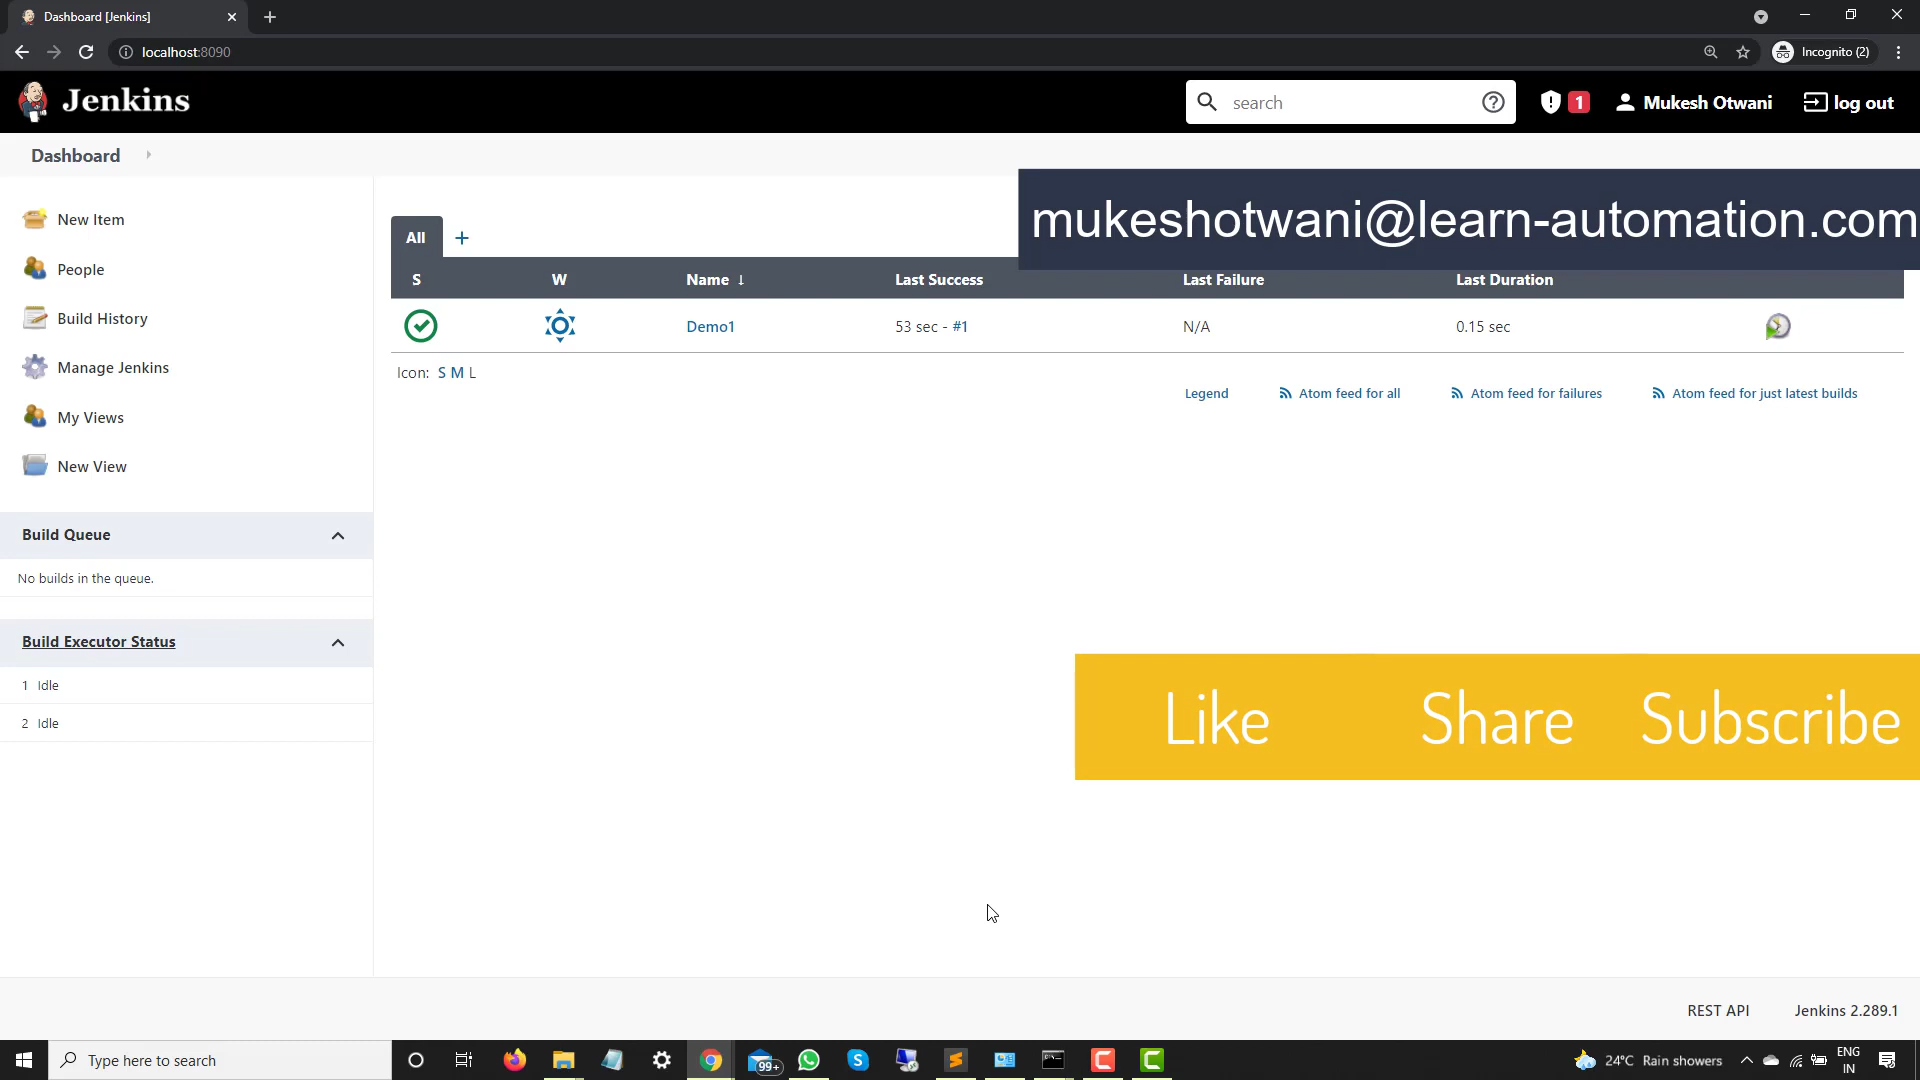 Dashboard [Jenkins]
localhost:8090
Incognito (2)
Jenkins
search
1
Mukesh Otwani
log out
Dashboard
mukeshotwani@learn-automation.com
New Item
People
Build History
Manage Jenkins
My Views
New View
All +
S W Name ↓ Last Success Last Failure Last Duration
Demo1 53 sec - #1 N/A 0.15 sec
Icon: S M L
Legend Atom feed for all Atom feed for failures Atom feed for just latest builds
Build Queue
No builds in the queue.
Build Executor Status
1 Idle
2 Idle
Like Share Subscribe
REST API Jenkins 2.289.1
Type here to search
99+
24°C Rain showers
ENG
IN